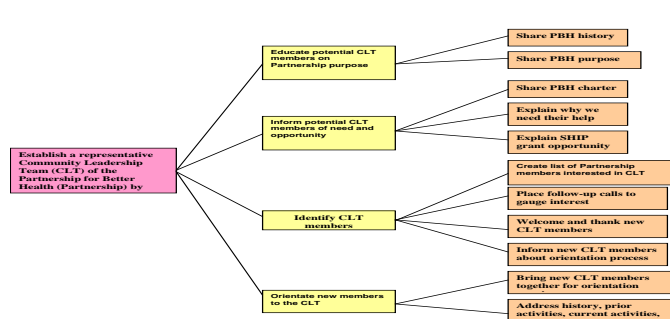 Establish a representative
Community Leadership
Team (CLT) of the
Partnership for Better
Health (Partnership) by
Educate potential CLT
members on
Partnership purpose
Share PBH history
Share PBH purpose
Inform potential CLT
members of need and
opportunity
Share PBH charter
Explain why we
need their help
Explain SHIP
grant opportunity
Identify CLT
members
Create list of Partnership
members interested in CLT
Place follow-up calls to
gauge interest
Welcome and thank new
CLT members
Inform new CLT members
about orientation process
Orientate new members
to the CLT
Bring new CLT members
together for orientation
Address history, prior
activities, current activities,